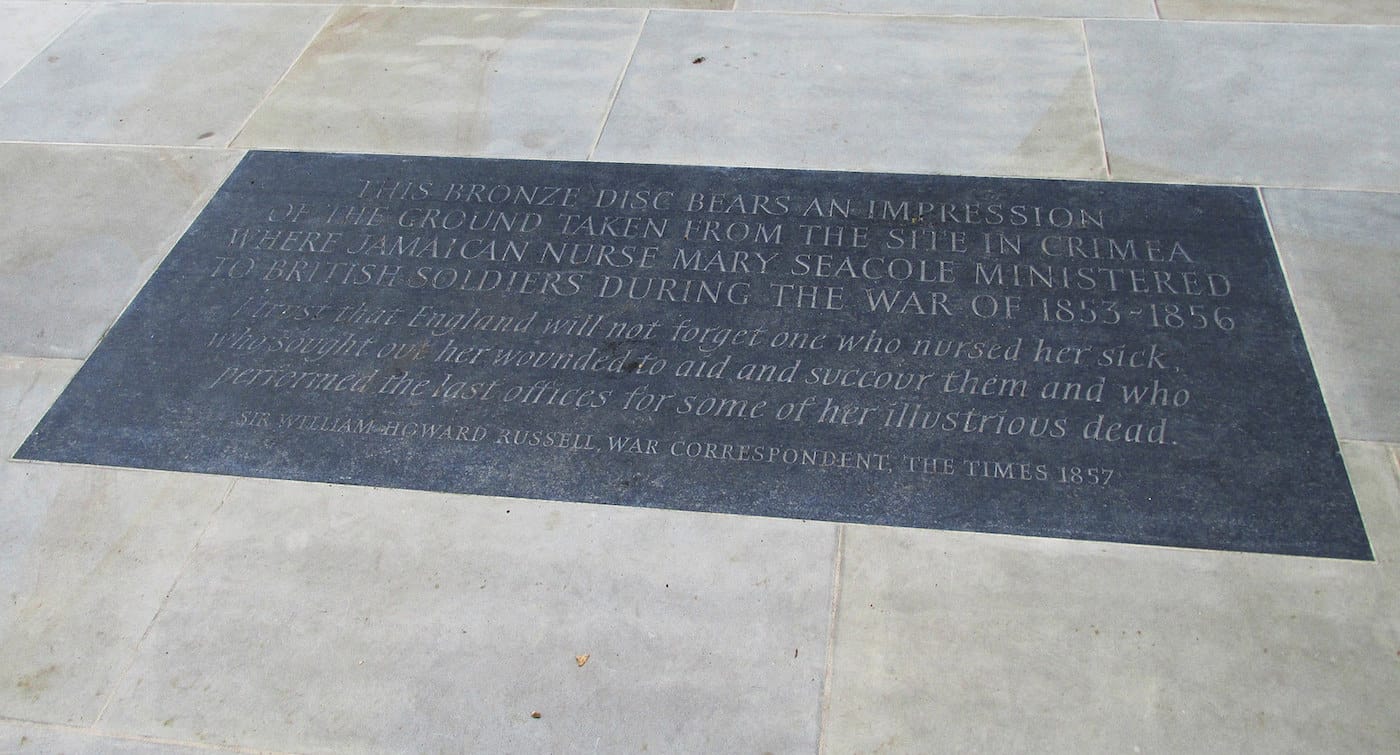 THIS BRONZE DISC BEARS AN IMPRESSION
OF THE GROUND TAKEN FROM THE SITE IN CRIMEA
WHERE JAMAICAN NURSE MARY SEACOLE MINISTERED
TO BRITISH SOLDIERS DURING THE WAR OF 1853~1856
I trust that England will not forget one who nursed her sick,
who sought out her wounded to aid and succour them and who
performed the last offices for some of her illustrious dead.
SIR WILLIAM HOWARD RUSSELL, WAR CORRESPONDENT, THE TIMES 1857